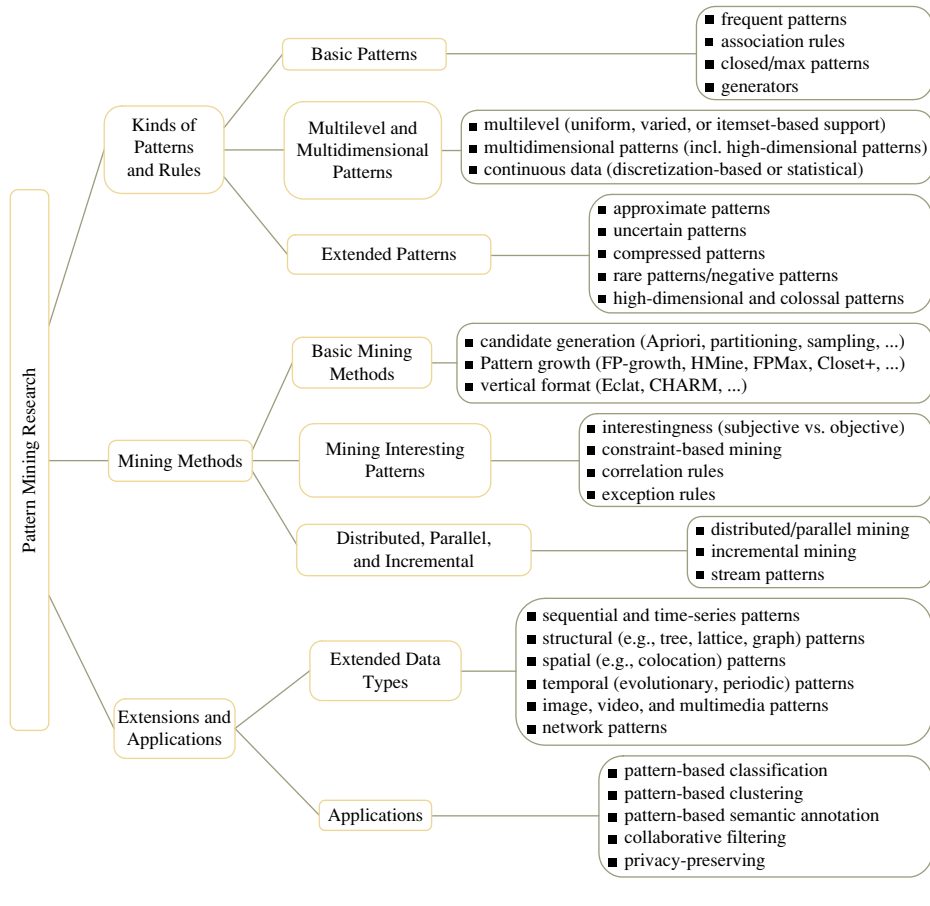 Pattern Mining Research
Kinds of
Patterns
and Rules
Basic Patterns
■ frequent patterns
■ association rules
■ closed/max patterns
■ generators
Multilevel and
Multidimensional
Patterns
■ multilevel (uniform, varied, or itemset-based support)
■ multidimensional patterns (incl. high-dimensional patterns)
■ continuous data (discretization-based or statistical)
Extended Patterns
■ approximate patterns
■ uncertain patterns
■ compressed patterns
■ rare patterns/negative patterns
■ high-dimensional and colossal patterns
Mining Methods
Basic Mining
Methods
■ candidate generation (Apriori, partitioning, sampling, ...)
■ Pattern growth (FP-growth, HMine, FPMax, Closet+, ...)
■ vertical format (Eclat, CHARM, ...)
Mining Interesting
Patterns
■ interestingness (subjective vs. objective)
■ constraint-based mining
■ correlation rules
■ exception rules
Distributed, Parallel,
and Incremental
■ distributed/parallel mining
■ incremental mining
■ stream patterns
Extensions and
Applications
Extended Data
Types
■ sequential and time-series patterns
■ structural (e.g., tree, lattice, graph) patterns
■ spatial (e.g., colocation) patterns
■ temporal (evolutionary, periodic) patterns
■ image, video, and multimedia patterns
■ network patterns
Applications
■ pattern-based classification
■ pattern-based clustering
■ pattern-based semantic annotation
■ collaborative filtering
■ privacy-preserving